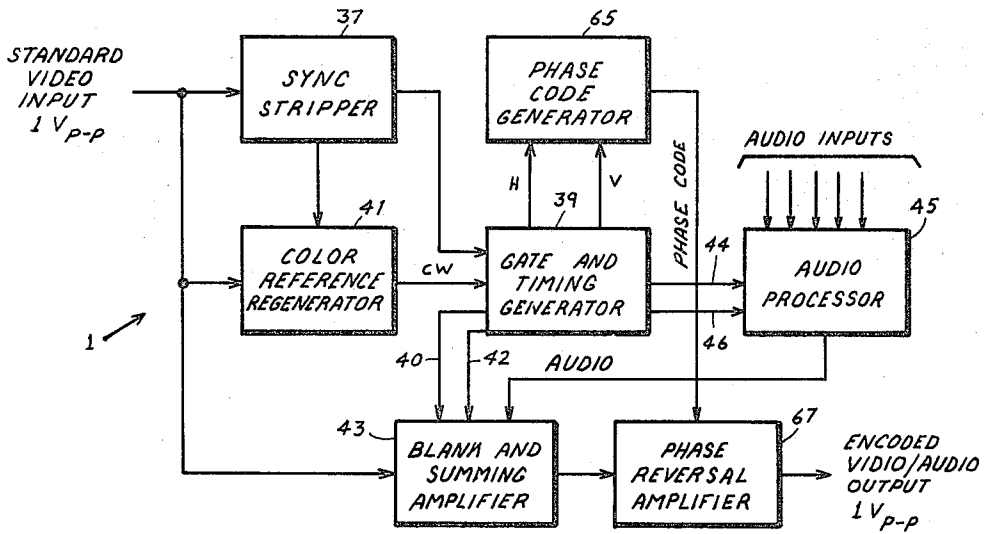 STANDARD
VIDEO
INPUT
1 Vp-p
37
SYNC
STRIPPER
65
PHASE
CODE
GENERATOR
AUDIO INPUTS
H
V
PHASE CODE
41
COLOR
REFERENCE
REGENERATOR
CW
39
GATE AND
TIMING
GENERATOR
44
46
45
AUDIO
PROCESSOR
1
40
42
AUDIO
43
BLANK AND
SUMMING
AMPLIFIER
67
PHASE
REVERSAL
AMPLIFIER
ENCODED
VIDIO/AUDIO
OUTPUT
1 Vp-p